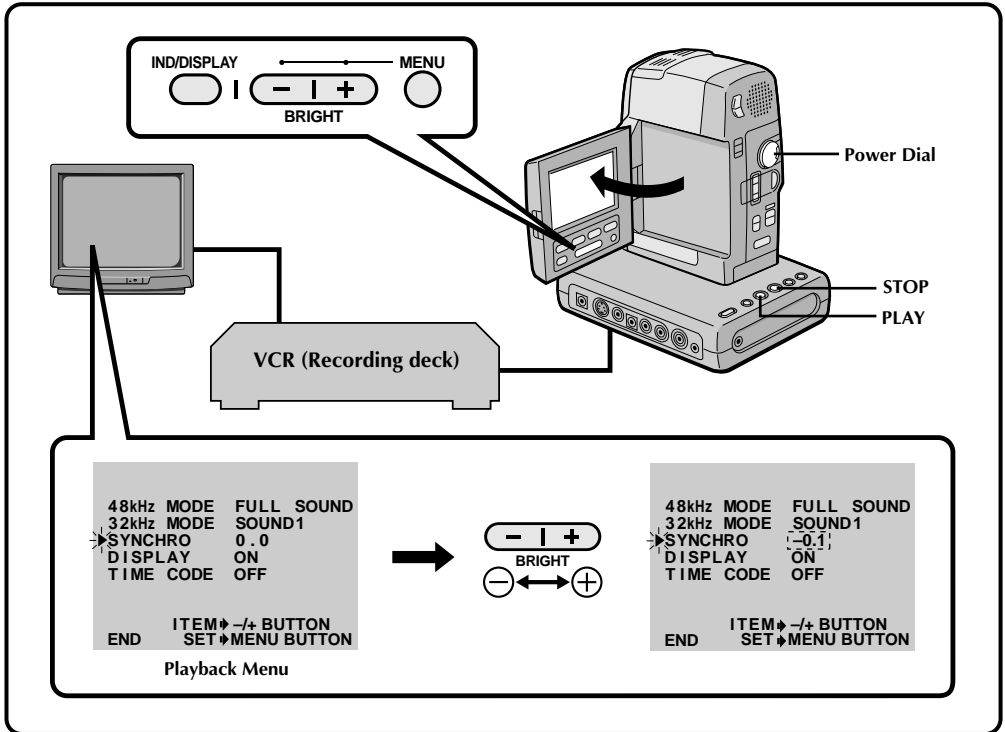 IND/DISPLAY
MENU
– +
BRIGHT
Power Dial
STOP
PLAY
VCR (Recording deck)
48kHz MODE FULL SOUND
32kHz MODE SOUND1
SYNCHRO 0.0
DISPLAY ON
TIME CODE OFF
ITEM –/+ BUTTON
END SET MENU BUTTON
Playback Menu
– +
BRIGHT
– +
48kHz MODE FULL SOUND
32kHz MODE SOUND1
SYNCHRO –0.1
DISPLAY ON
TIME CODE OFF
ITEM –/+ BUTTON
END SET MENU BUTTON